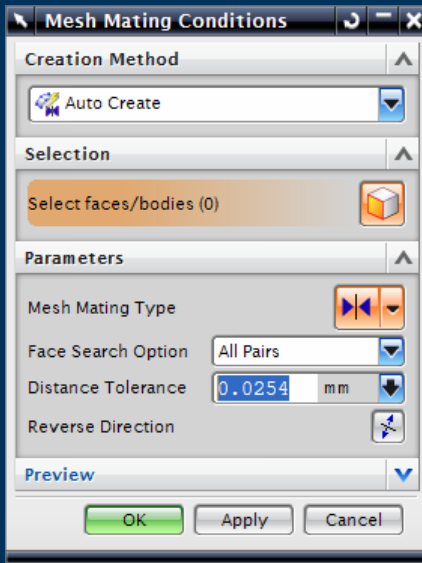 Mesh Mating Conditions
Creation Method
Auto Create
Selection
Select faces/bodies (0)
Parameters
Mesh Mating Type
Face Search Option All Pairs
Distance Tolerance 0.0254 mm
Reverse Direction
Preview
OK Apply Cancel